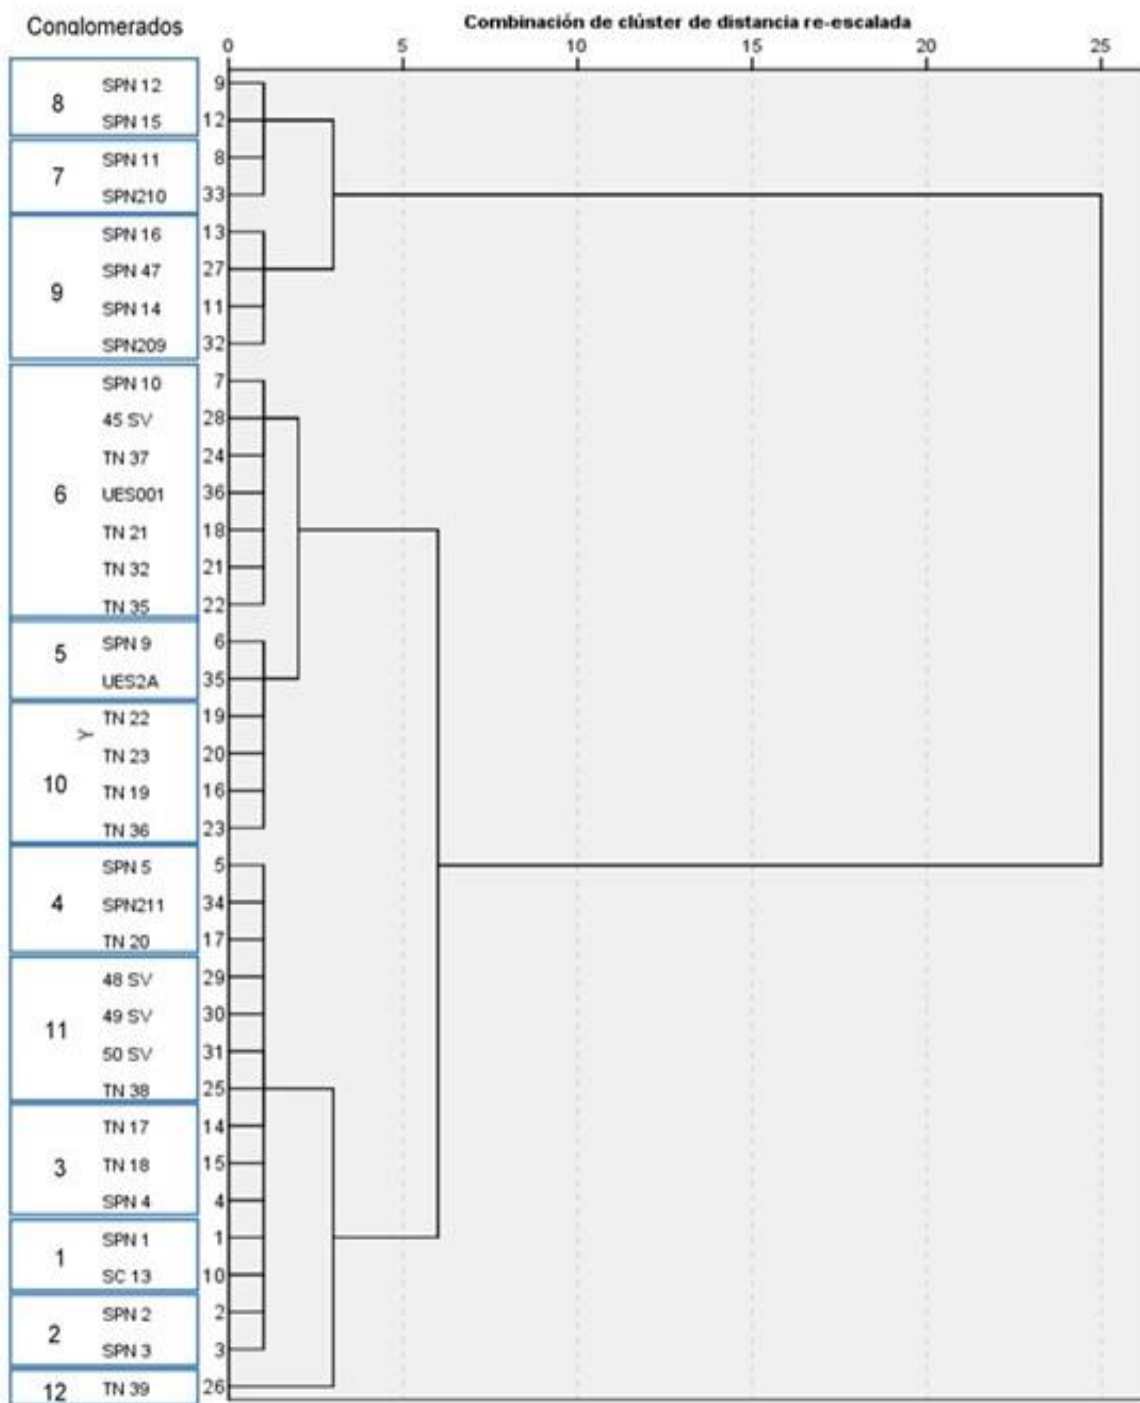 Conglomerados
Combinación de clúster de distancia re-escalada
0 5 10 15 20 25
8
SPN 12 9
SPN 15 12
7
SPN 11 8
SPN210 33
9
SPN 16 13
SPN 47 27
SPN 14 11
SPN209 32
6
SPN 10 7
45 SV 28
TN 37 24
UES001 36
TN 21 18
TN 32 21
TN 35 22
5
SPN 9 6
UES2A 35
10
Y
TN 22 19
TN 23 20
TN 19 16
TN 36 23
4
SPN 5 5
SPN211 34
TN 20 17
11
48 SV 29
49 SV 30
50 SV 31
TN 38 25
3
TN 17 14
TN 18 15
SPN 4 4
1
SPN 1 1
SC 13 10
2
SPN 2 2
SPN 3 3
12 TN 39 26